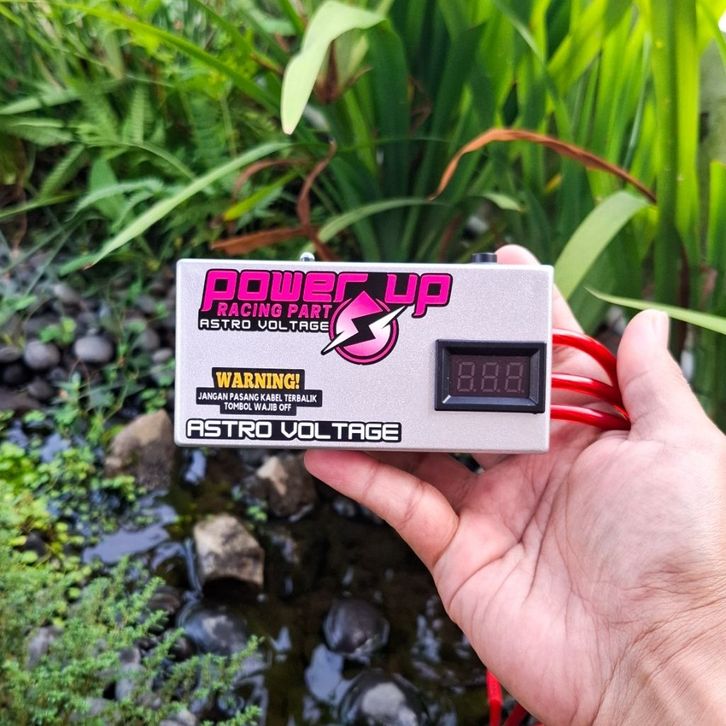 POWER UP
RACING PART
ASTRO VOLTAGE
WARNING!
JANGAN PASANG KABEL TERBALIK
TOMBOL WAJIB OFF
ASTRO VOLTAGE